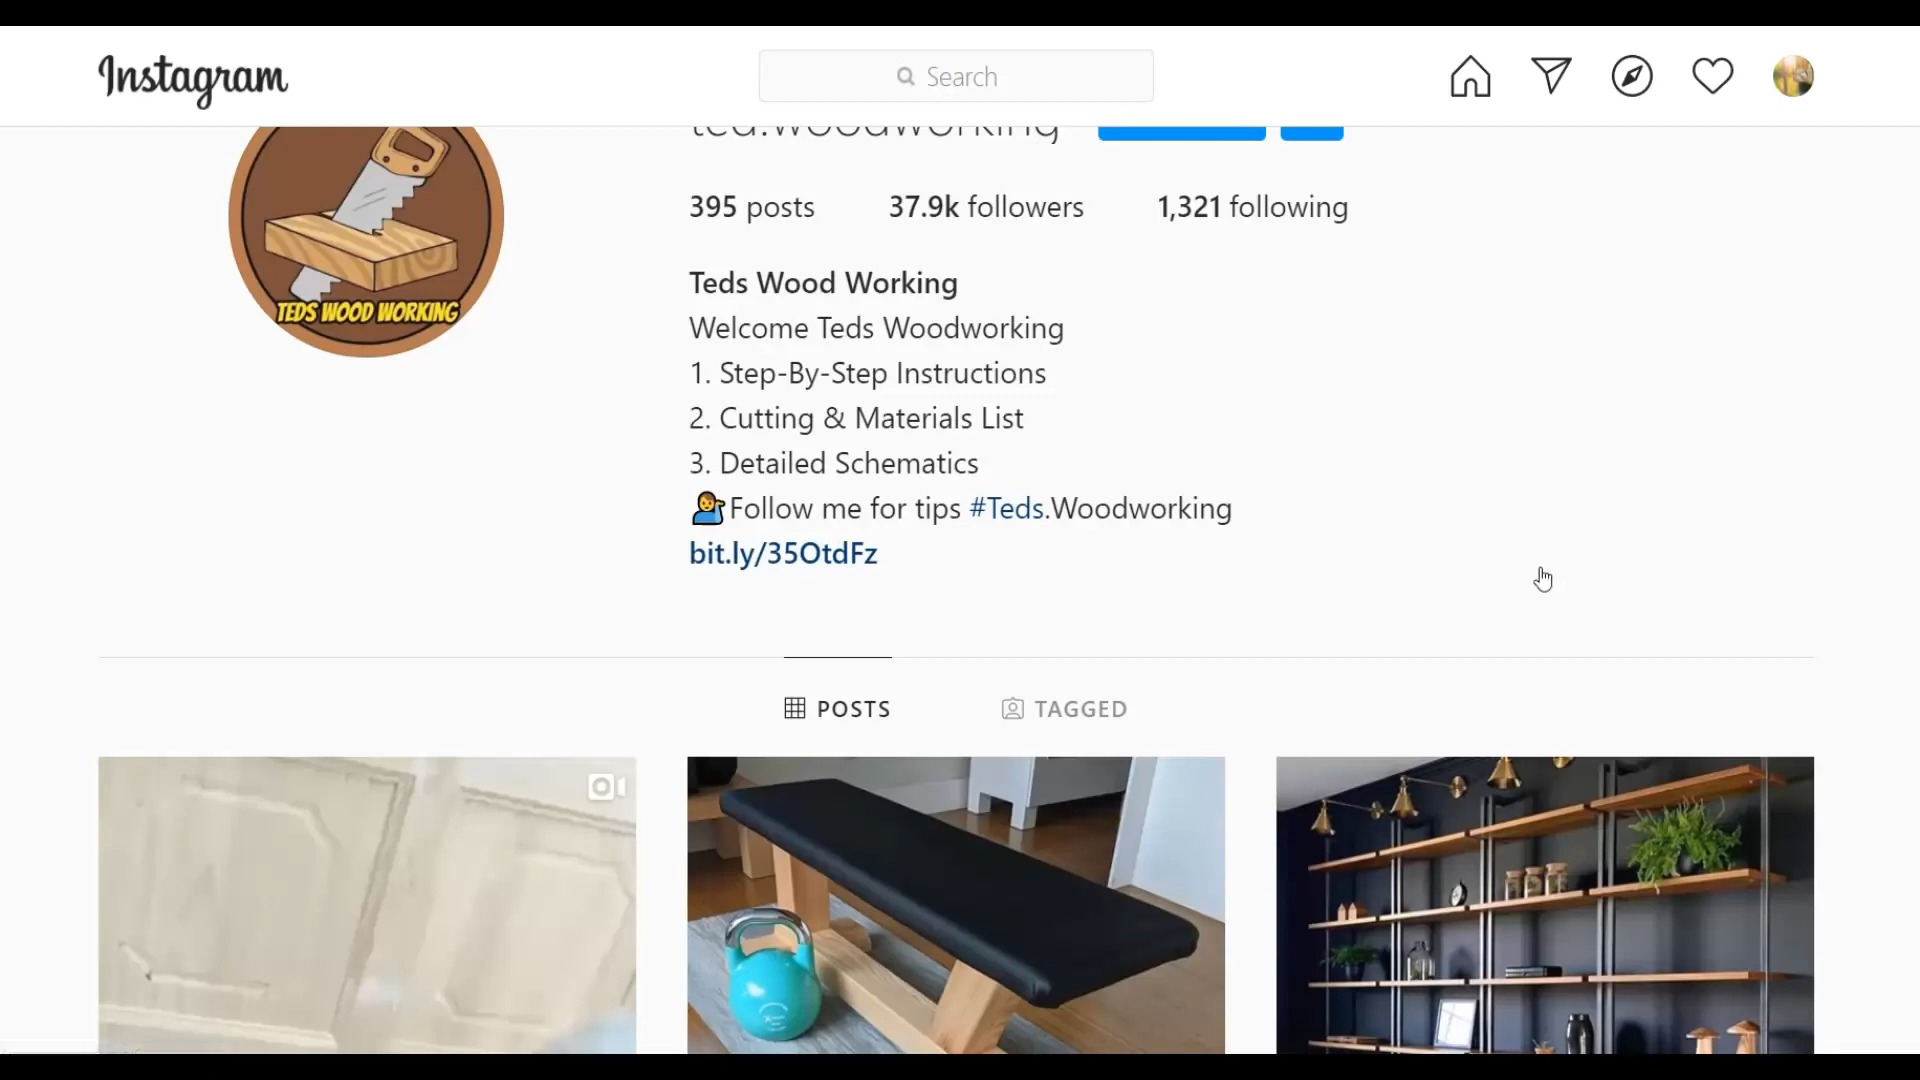 Instagram
Search
ted.woodworking
395 posts 37.9k followers 1,321 following
TEDS WOOD WORKING
Teds Wood Working
Welcome Teds Woodworking
1. Step-By-Step Instructions
2. Cutting & Materials List
3. Detailed Schematics
Follow me for tips #Teds.Woodworking
bit.ly/35OtdFz
POSTS TAGGED